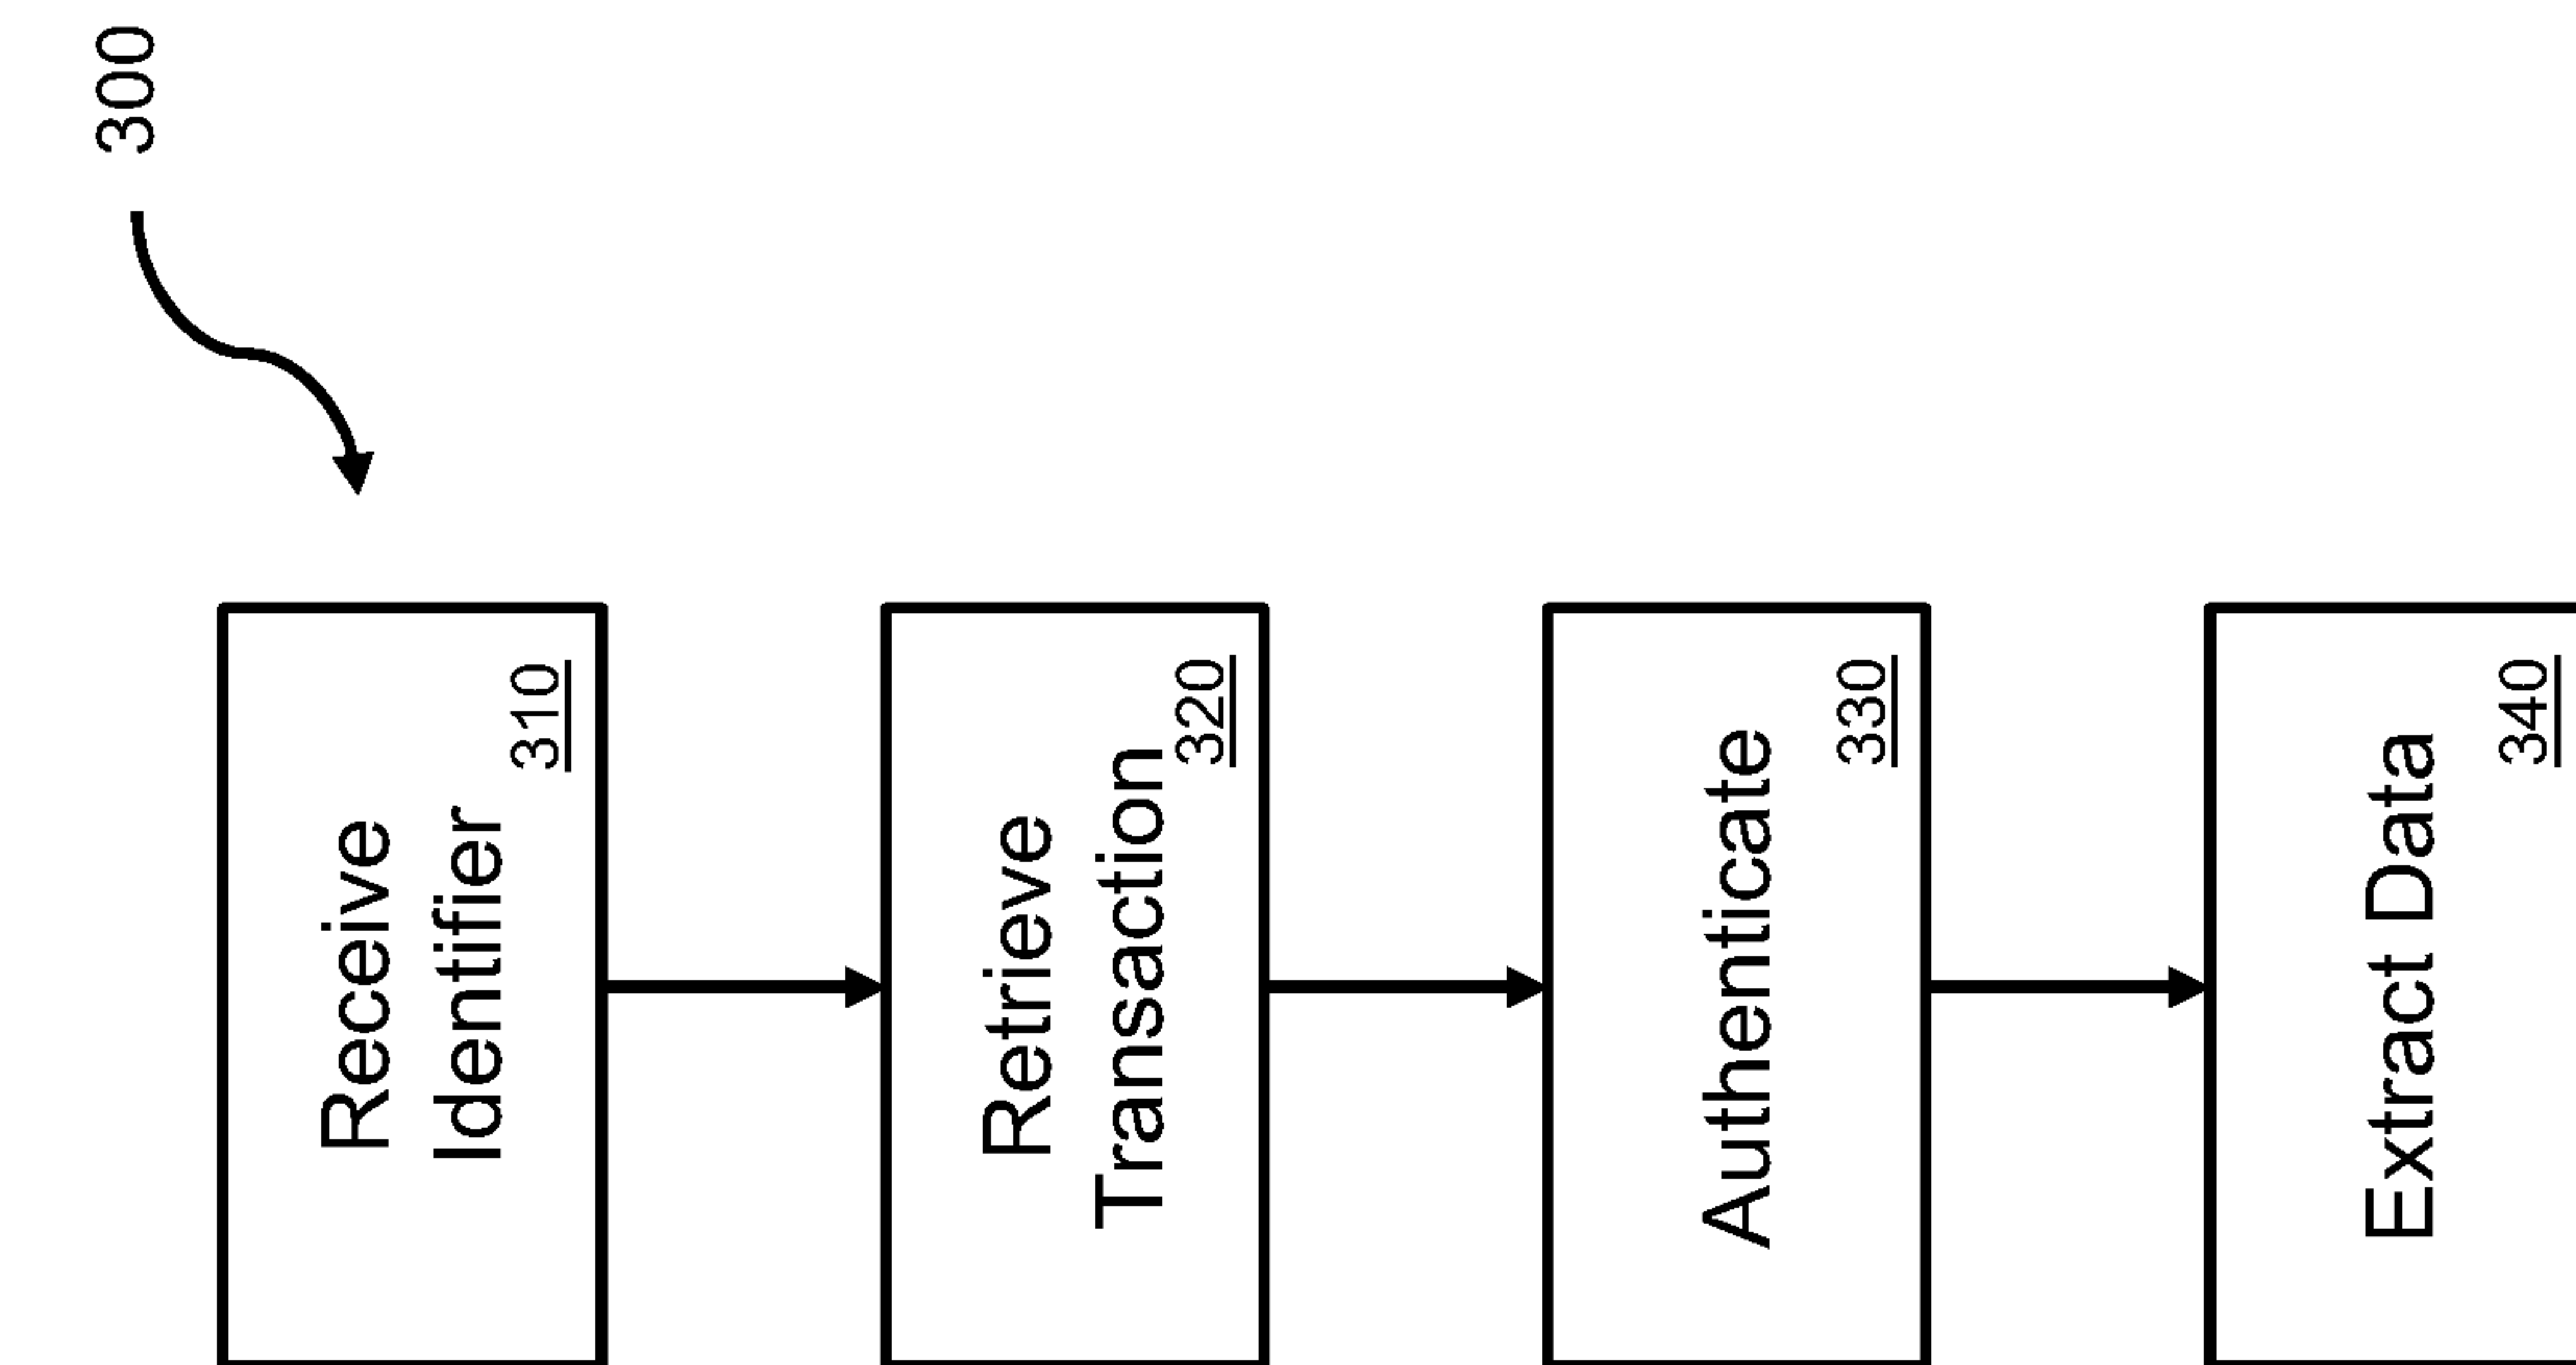 300
Receive
Identifier
310
Retrieve
Transaction
320
Authenticate
330
Extract Data
340